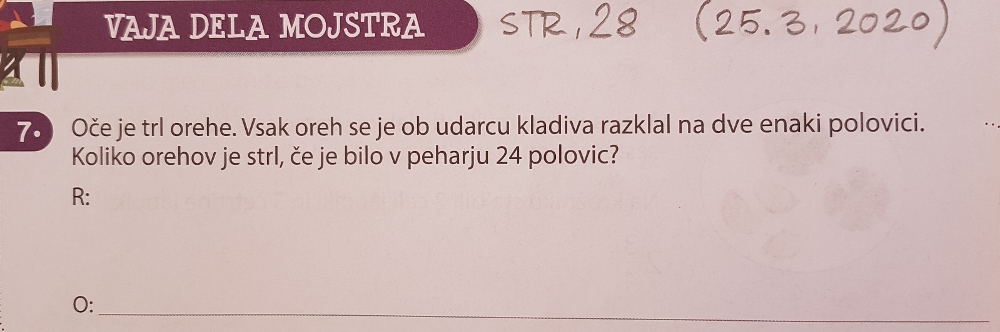 VAJA DELA MOJSTRA STR, 28 (25. 3, 2020)
7. Oče je trl orehe. Vsak oreh se je ob udarcu kladiva razklal na dve enaki polovici.
Koliko orehov je strl, če je bilo v peharju 24 polovic?
R:
O: